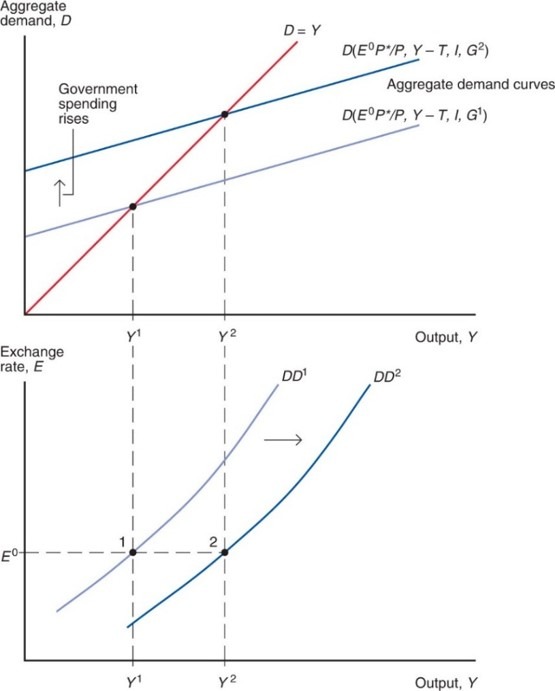 Aggregate
demand, D
D = Y
D(E⁰P*/P, Y – T, I, G²)
Government
spending
rises
Aggregate demand curves
D(E⁰P*/P, Y – T, I, G¹)
Y¹
Y²
Output, Y
Exchange
rate, E
DD¹
DD²
1
2
E⁰
Y¹
Y²
Output, Y